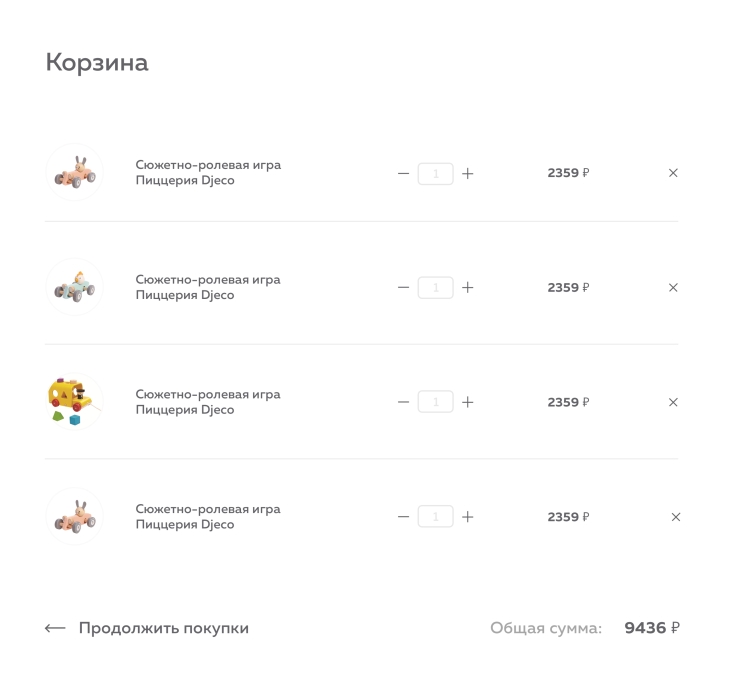 Корзина
Сюжетно-ролевая игра
Пиццерия Djeco
1
2359 ₽
Сюжетно-ролевая игра
Пиццерия Djeco
1
2359 ₽
Сюжетно-ролевая игра
Пиццерия Djeco
1
2359 ₽
Сюжетно-ролевая игра
Пиццерия Djeco
1
2359 ₽
Продолжить покупки
Общая сумма: 9436 ₽